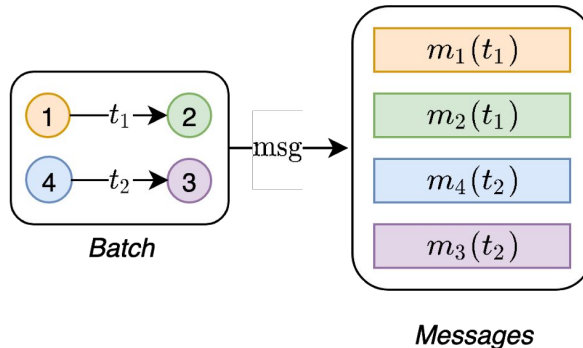 1 t₁ 2
4 t₂ 3
Batch
msg
m₁(t₁)
m₂(t₁)
m₄(t₂)
m₃(t₂)
Messages